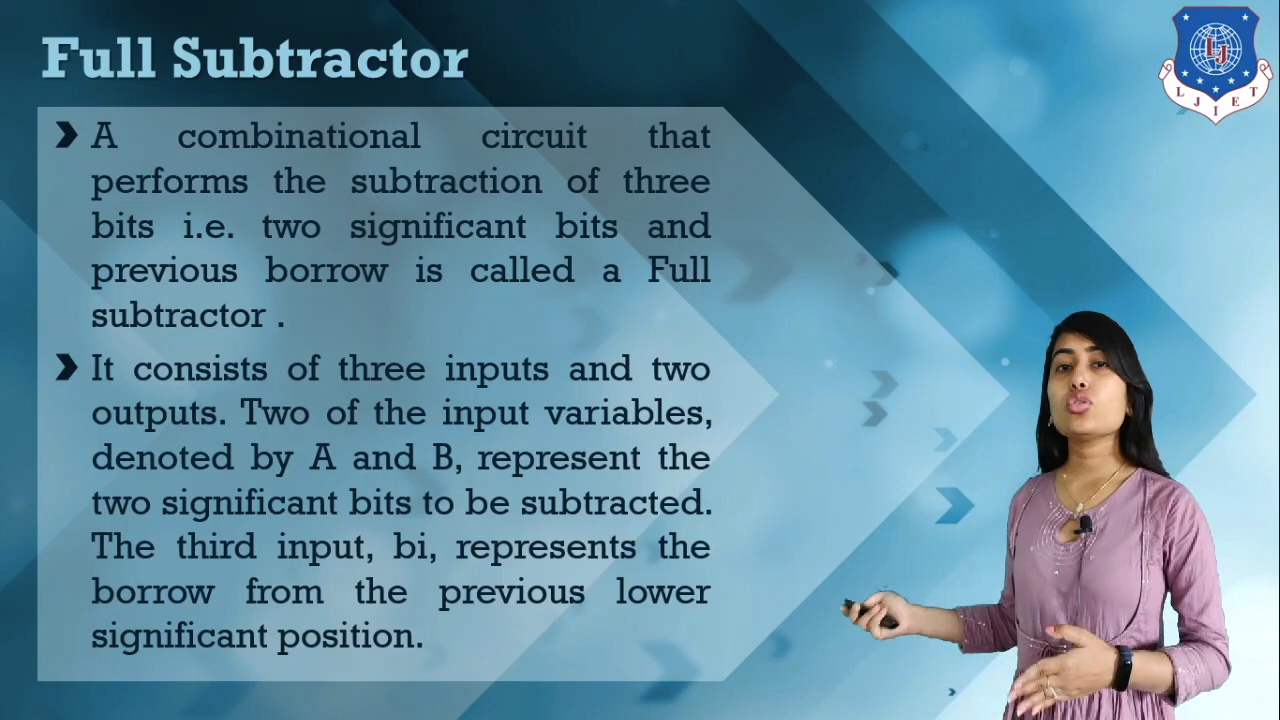 Full Subtractor
A combinational circuit that
performs the subtraction of three
bits i.e. two significant bits and
previous borrow is called a Full
subtractor .
It consists of three inputs and two
outputs. Two of the input variables,
denoted by A and B, represent the
two significant bits to be subtracted.
The third input, bi, represents the
borrow from the previous lower
significant position.
LJ
LJIET